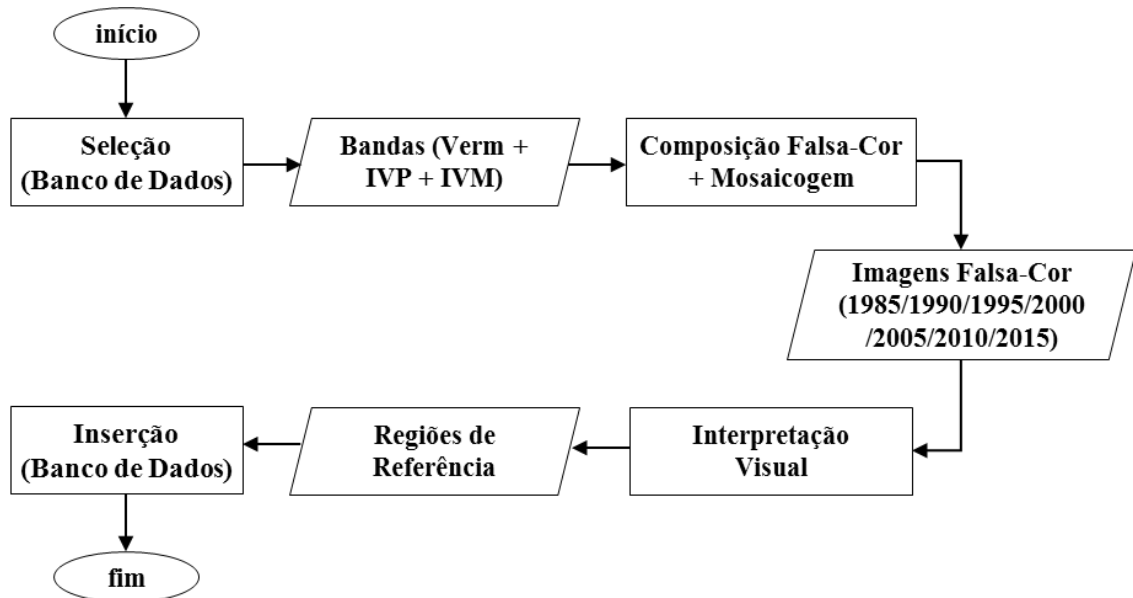 início
Seleção
(Banco de Dados)
Bandas (Verm +
IVP + IVM)
Composição Falsa-Cor
+ Mosaicogem
Imagens Falsa-Cor
(1985/1990/1995/2000
/2005/2010/2015)
Interpretação
Visual
Regiões de
Referência
Inserção
(Banco de Dados)
fim